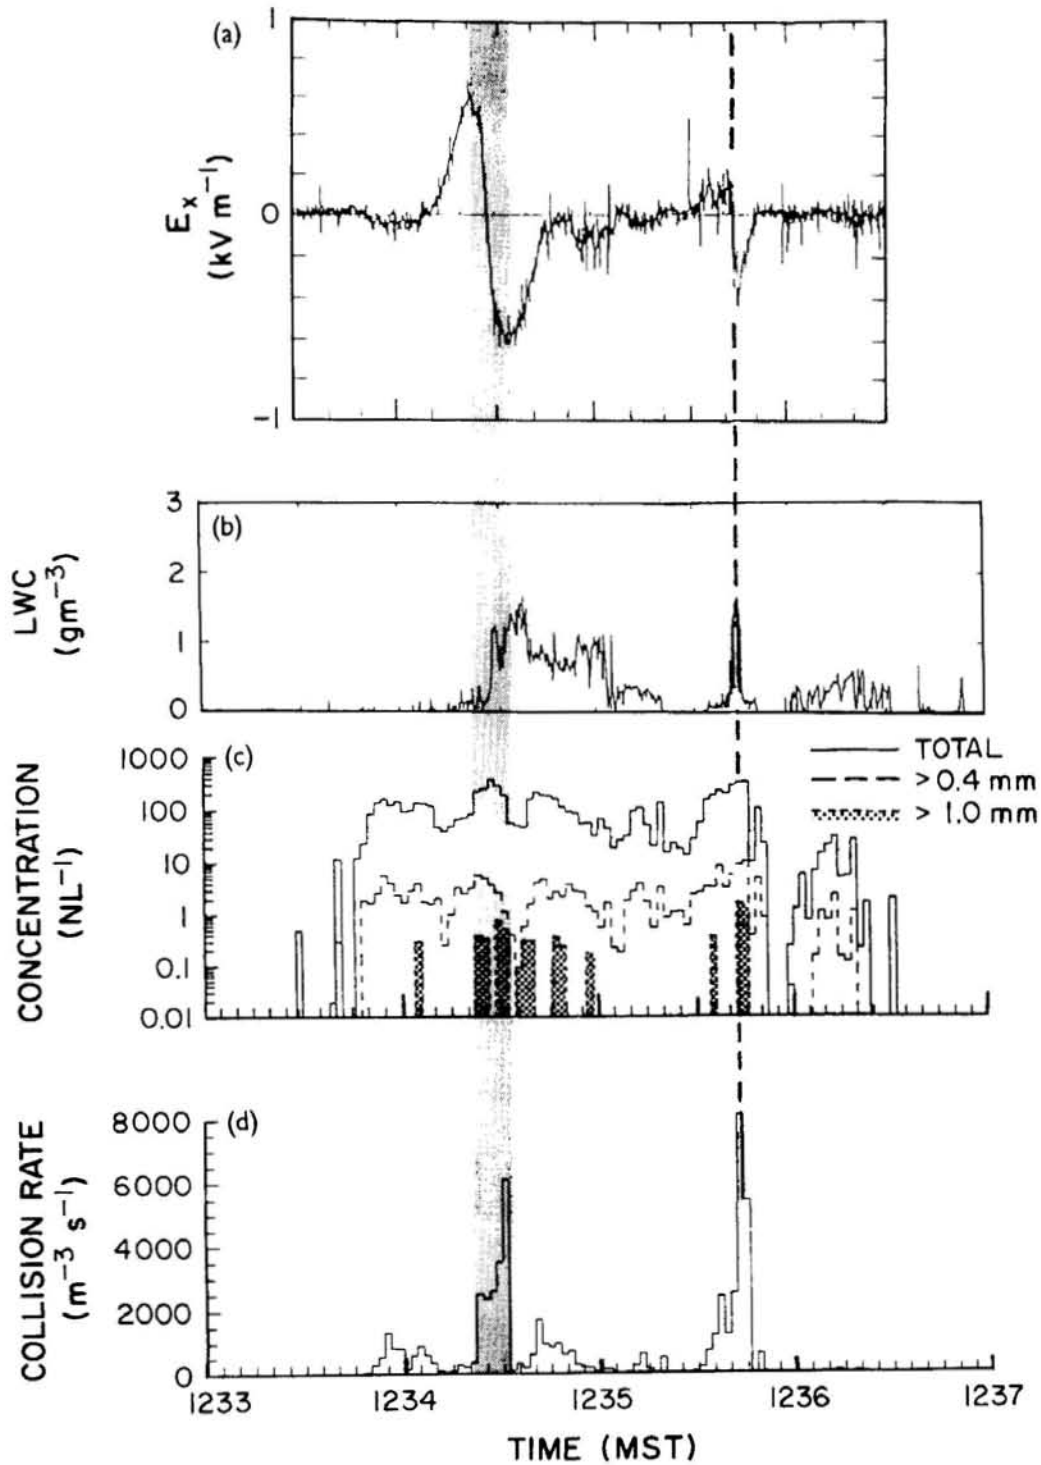 (a)
1
0
−1
E_x
(kV m⁻¹)
(b)
3
2
1
0
LWC
(gm⁻³)
(c)
1000
100
10
1
0.1
0.01
CONCENTRATION
(NL⁻¹)
TOTAL
>0.4 mm
> 1.0 mm
(d)
8000
6000
4000
2000
0
COLLISION RATE
(m⁻³ s⁻¹)
1233 1234 1235 1236 1237
TIME (MST)